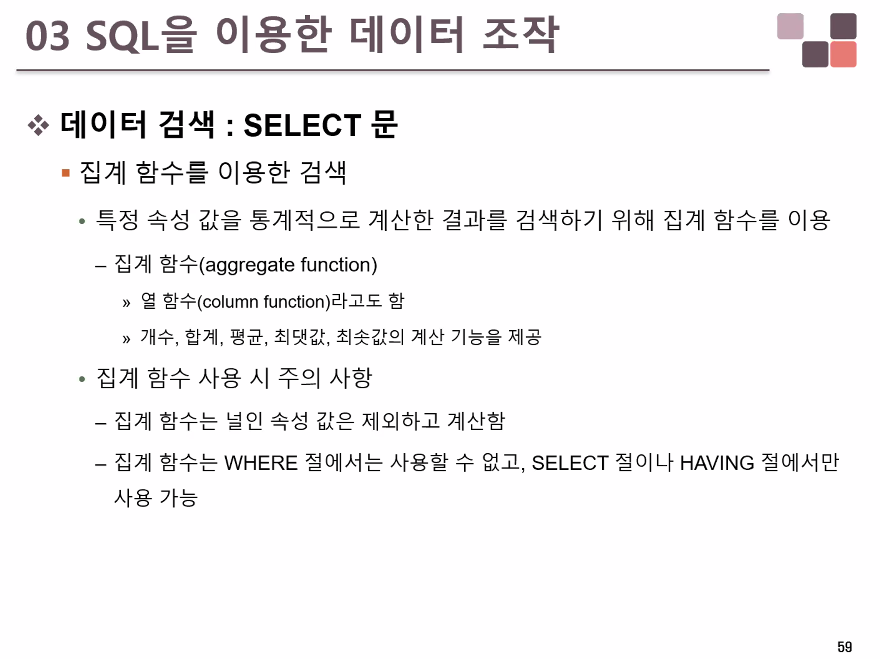 03 SQL을 이용한 데이터 조작
❖ 데이터 검색 : SELECT 문
▪ 집계 함수를 이용한 검색
• 특정 속성 값을 통계적으로 계산한 결과를 검색하기 위해 집계 함수를 이용
– 집계 함수(aggregate function)
» 열 함수(column function)라고도 함
» 개수, 합계, 평균, 최댓값, 최솟값의 계산 기능을 제공
• 집계 함수 사용 시 주의 사항
– 집계 함수는 널인 속성 값은 제외하고 계산함
– 집계 함수는 WHERE 절에서는 사용할 수 없고, SELECT 절이나 HAVING 절에서만
사용 가능
59